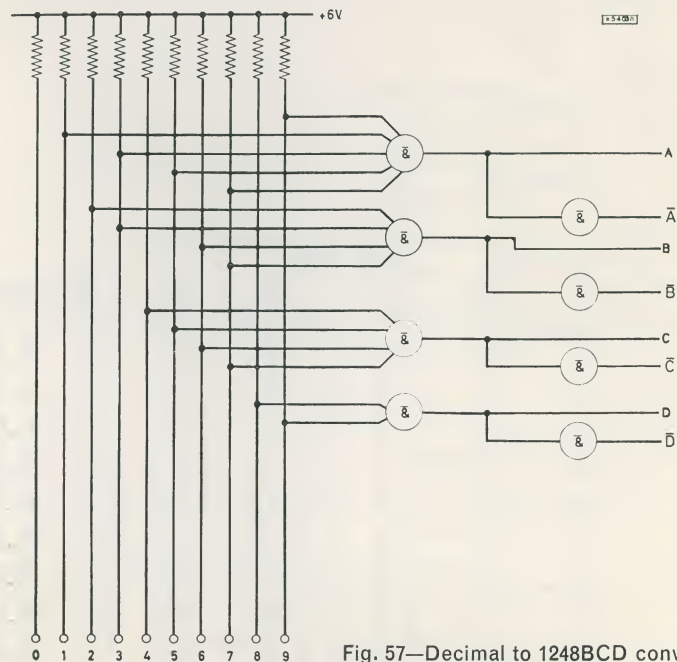 +6V
&̅
A
&̅
A̅
&̅
B
&̅
B̅
&̅
C
&̅
C̅
&̅
D
&̅
D̅
0 1 2 3 4 5 6 7 8 9
Fig. 57—Decimal to 1248BCD conv